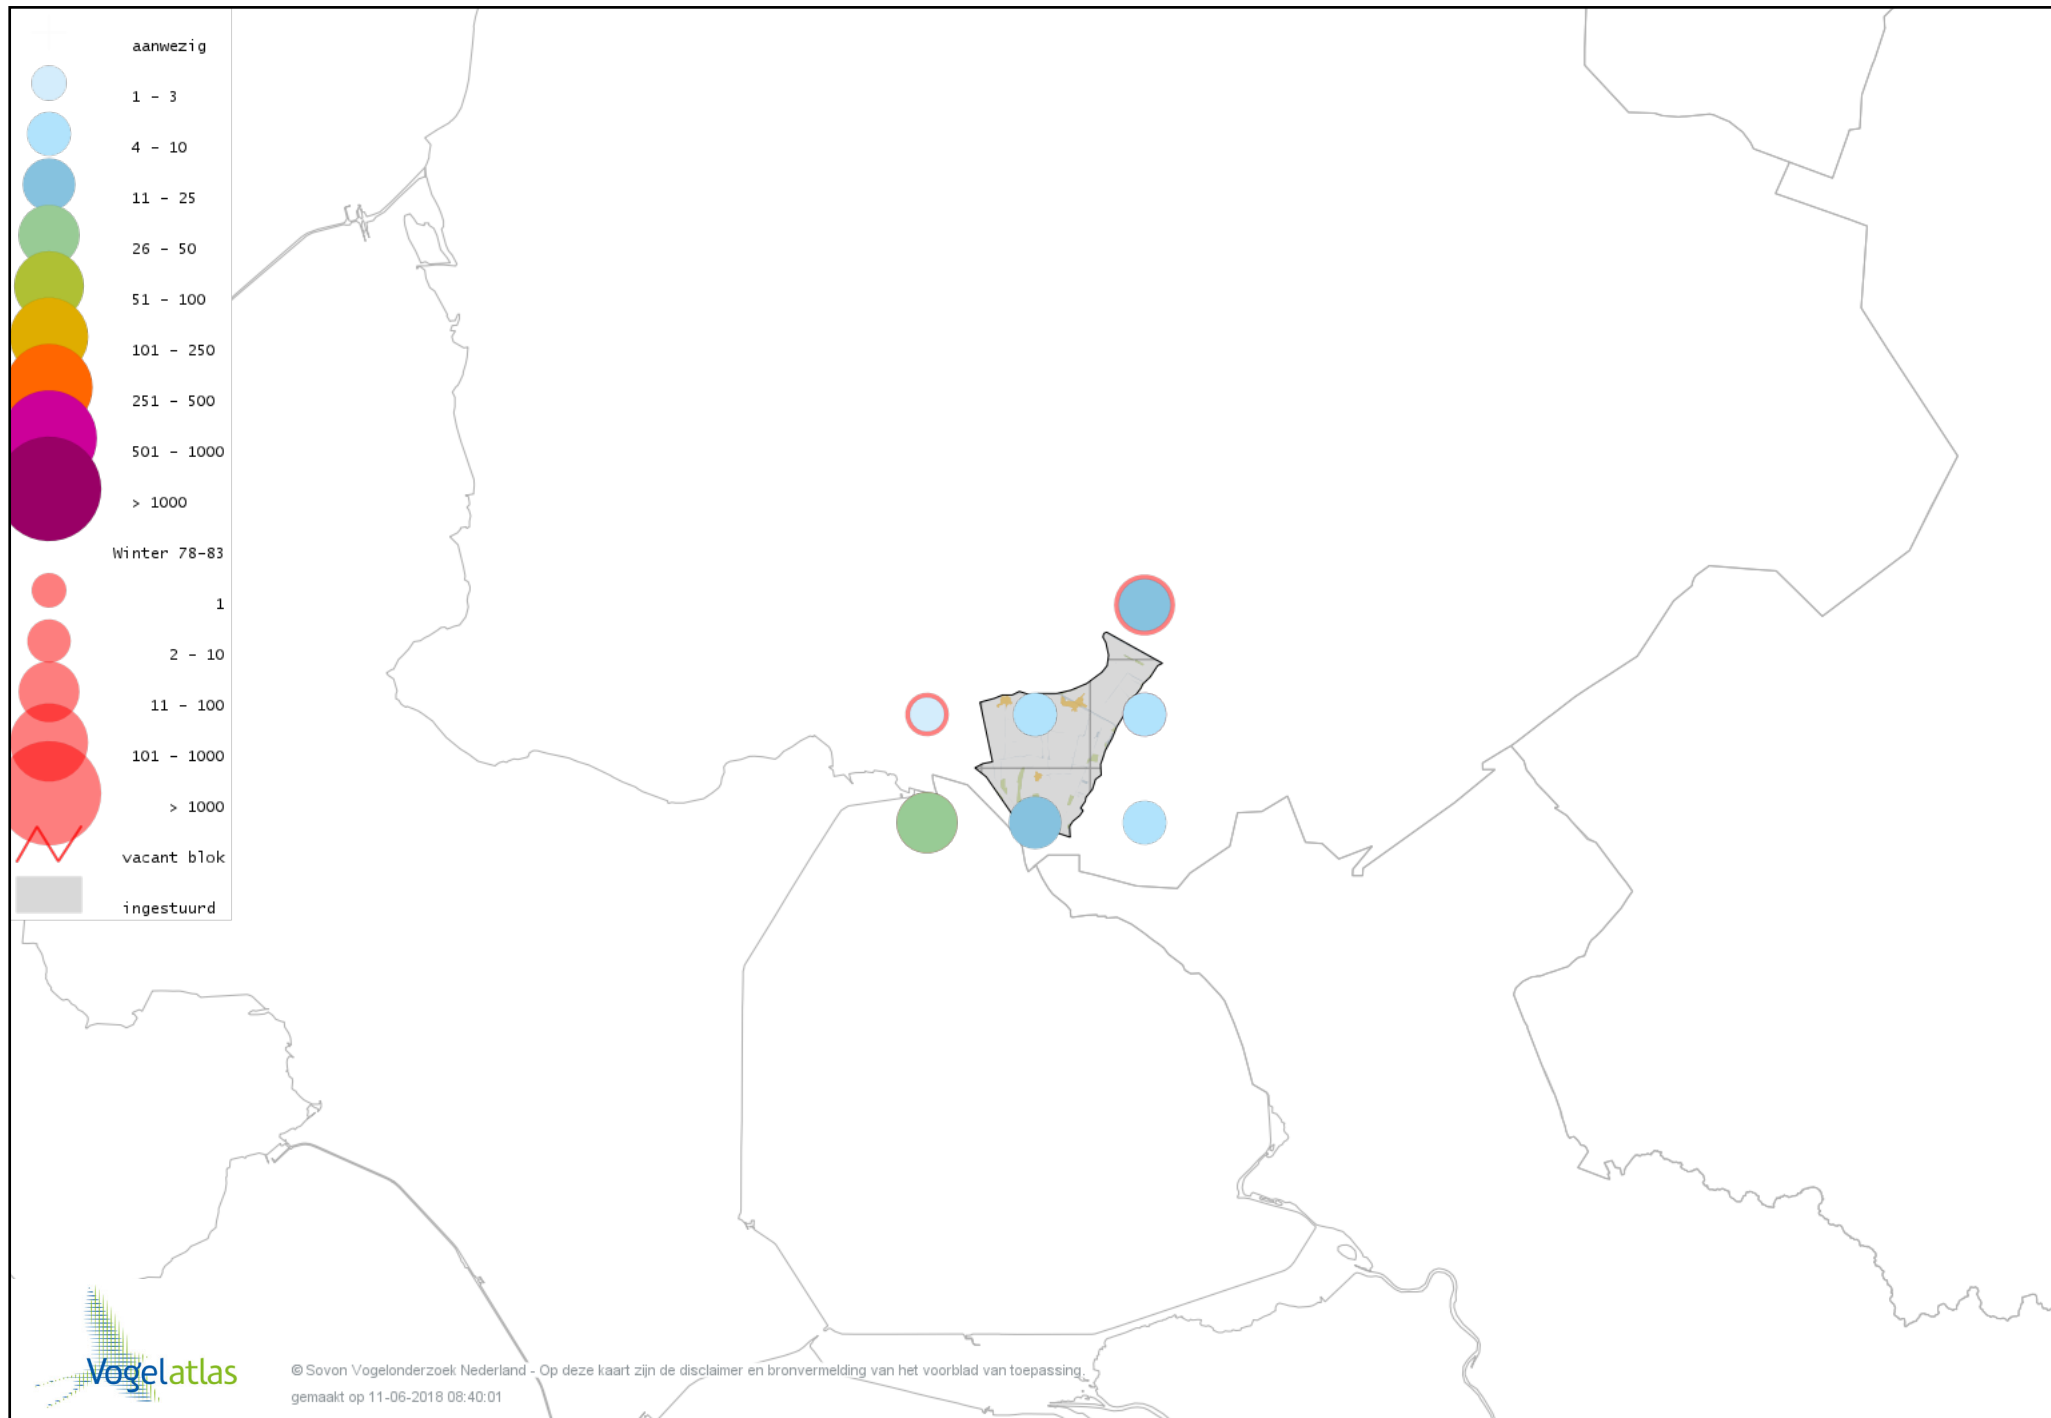 aanwezig
1 - 3
4 - 10
11 - 25
26 - 50
51 - 100
101 - 250
251 - 500
501 - 1000
> 1000
Winter 78-83
1
2 - 10
11 - 100
101 - 1000
> 1000
vacant blok
ingestuurd
Vogelatlas
© Sovon Vogelonderzoek Nederland - Op deze kaart zijn de disclaimer en bronvermelding van het voorblad van toepassing.
gemaakt op 11-06-2018 08:40:01